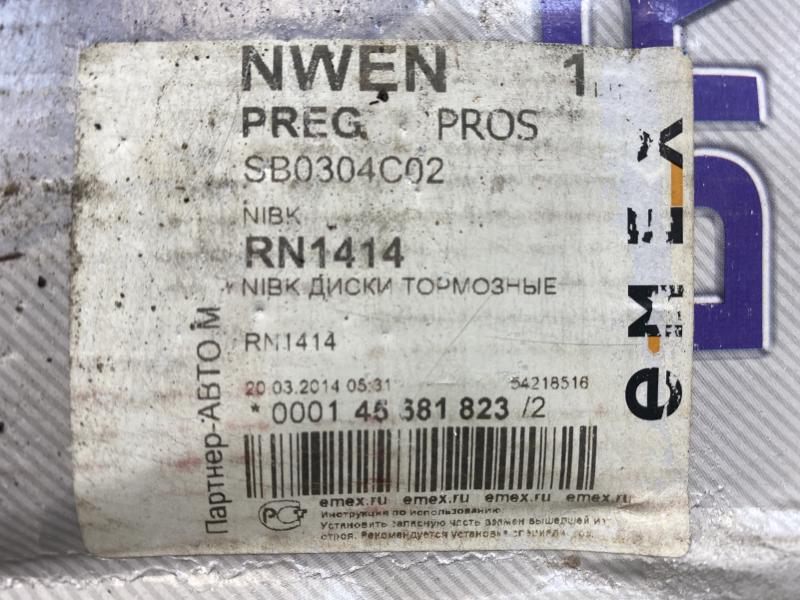 NWEN 1
PREG PROS
SB0304C02
NIBK
RN1414
NIBK ДИСКИ ТОРМОЗНЫЕ
RN1414
20.03.2014 05:31 54218516
* 0001 45 681 823 /2
emex.ru emex.ru emex.ru emex.ru
Инструкция по использованию
Установить запасную часть взамен вышедшей из
строя. Рекомендуется установка
Партнер-АВТО М
emex